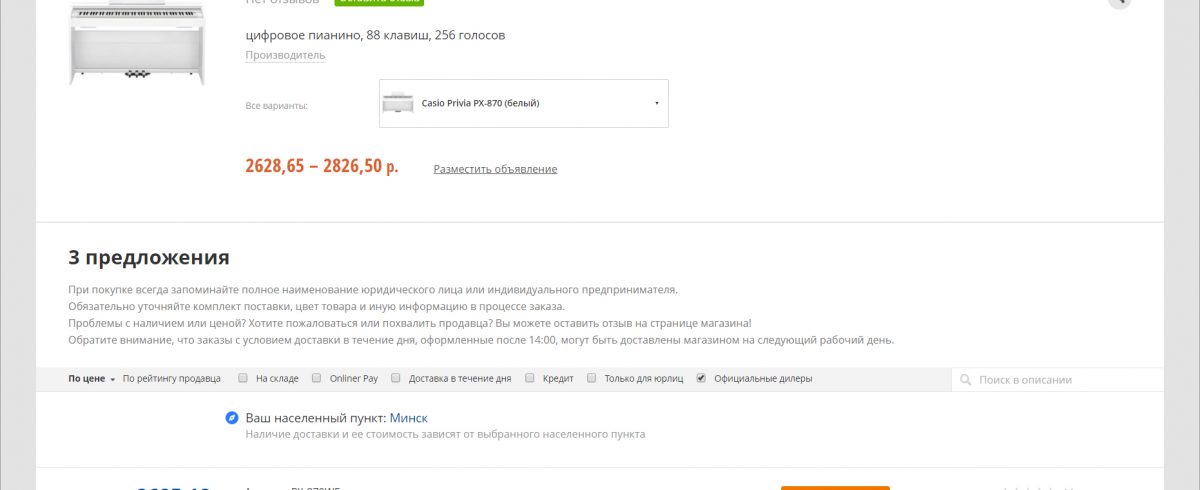 Нет отзывов
цифровое пианино, 88 клавиш, 256 голосов
Производитель
Все варианты:
Casio Privia PX-870 (белый)
2628,65 – 2826,50 р.
Разместить объявление
3 предложения
При покупке всегда запоминайте полное наименование юридического лица или индивидуального предпринимателя.
Обязательно уточняйте комплект поставки, цвет товара и иную информацию в процессе заказа.
Проблемы с наличием или ценой? Хотите пожаловаться или похвалить продавца? Вы можете оставить отзыв на странице магазина!
Обратите внимание, что заказы с условием доставки в течение дня, оформленные после 14:00, могут быть доставлены магазином на следующий рабочий день.
По цене По рейтингу продавца На складе Onliner Pay Доставка в течение дня Кредит Только для юрлиц Официальные дилеры Поиск в описании
Ваш населенный пункт: Минск
Наличие доставки и ее стоимость зависят от выбранного населенного пункта